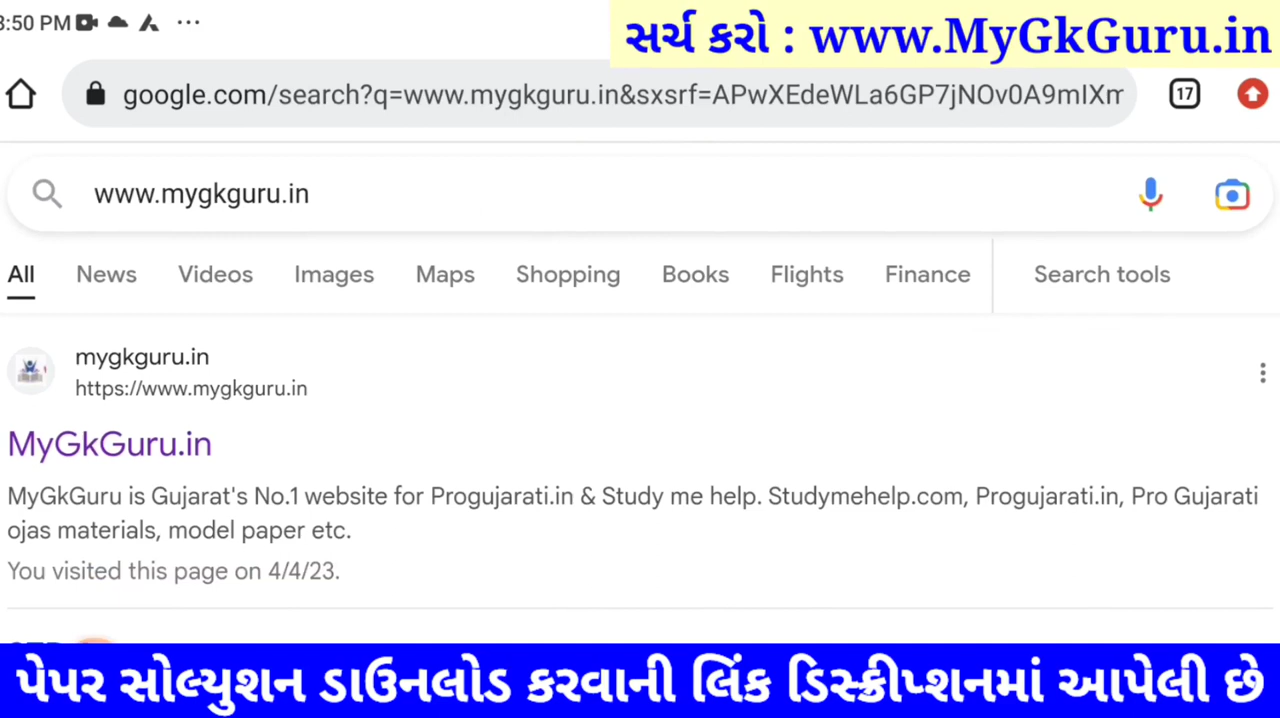 3:50 PM
સર્ચ કરો : www.MyGkGuru.in
google.com/search?q=www.mygkguru.in&sxsrf=APwXEdeWLa6GP7jNOv0A9mIXm
17
www.mygkguru.in
All News Videos Images Maps Shopping Books Flights Finance Search tools
mygkguru.in
https://www.mygkguru.in
MyGkGuru.in
MyGkGuru is Gujarat's No.1 website for Progujarati.in & Study me help. Studymehelp.com, Progujarati.in, Pro Gujarati
ojas materials, model paper etc.
You visited this page on 4/4/23.
પેપર સોલ્યુશન ડાઉનલોડ કરવાની લિંક ડિસ્ક્રીપ્શનમાં આપેલી છે